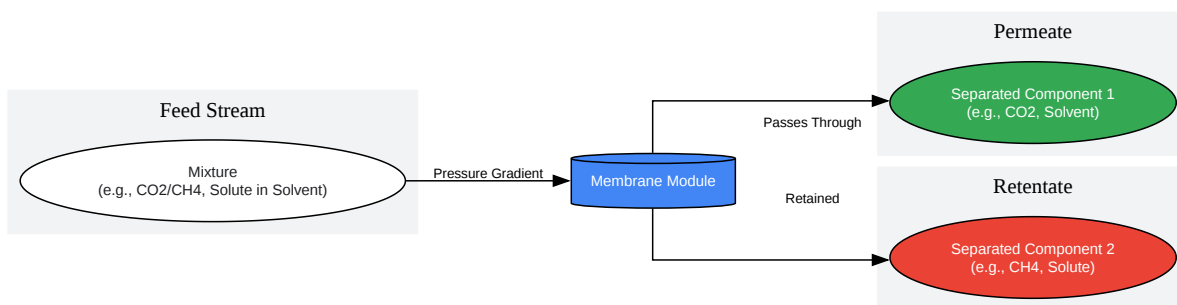 Feed Stream
Mixture
(e.g., CO2/CH4, Solute in Solvent)
Pressure Gradient
Membrane Module
Passes Through
Retained
Permeate
Separated Component 1
(e.g., CO2, Solvent)
Retentate
Separated Component 2
(e.g., CH4, Solute)